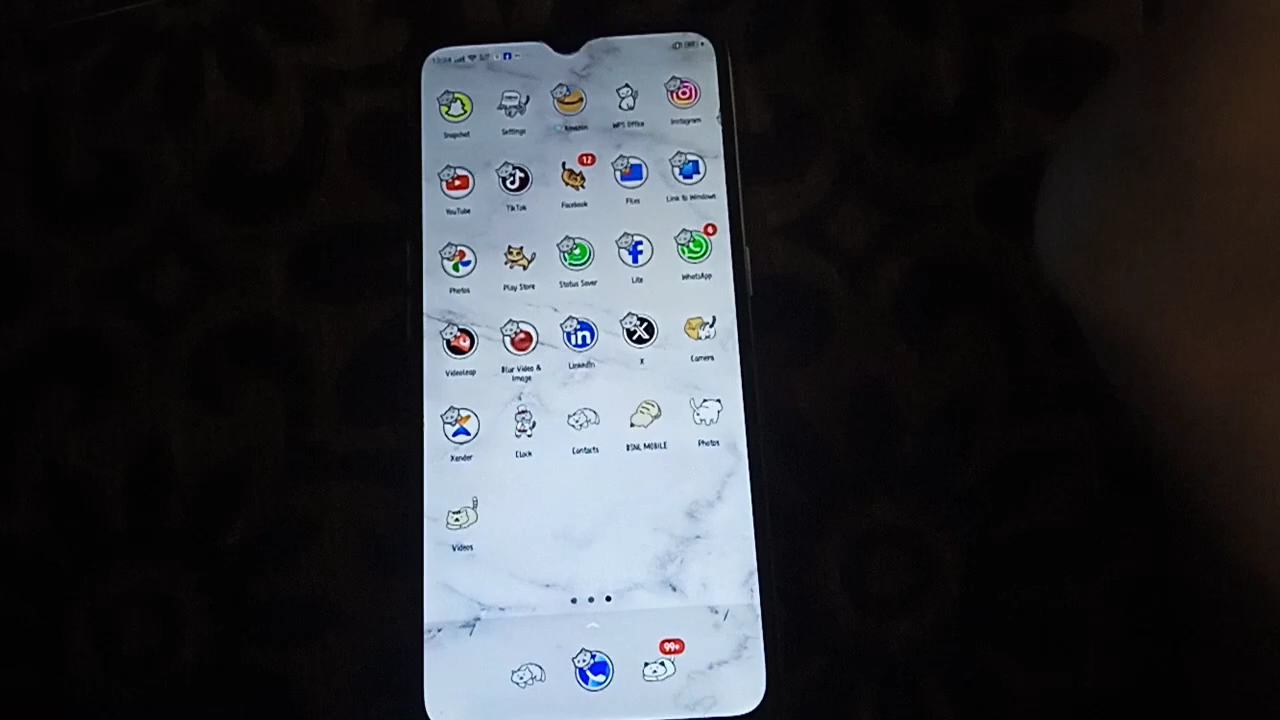 Snapchat Settings Amazon WPS Office Instagram
12
YouTube TikTok Facebook Files Link to Windows
6
Photos Play Store Status Saver Lite WhatsApp
Videoleap Blur Video & Image LinkedIn X Camera
Xender Clock Contacts BSNL MOBILE Photos
Videos
99+